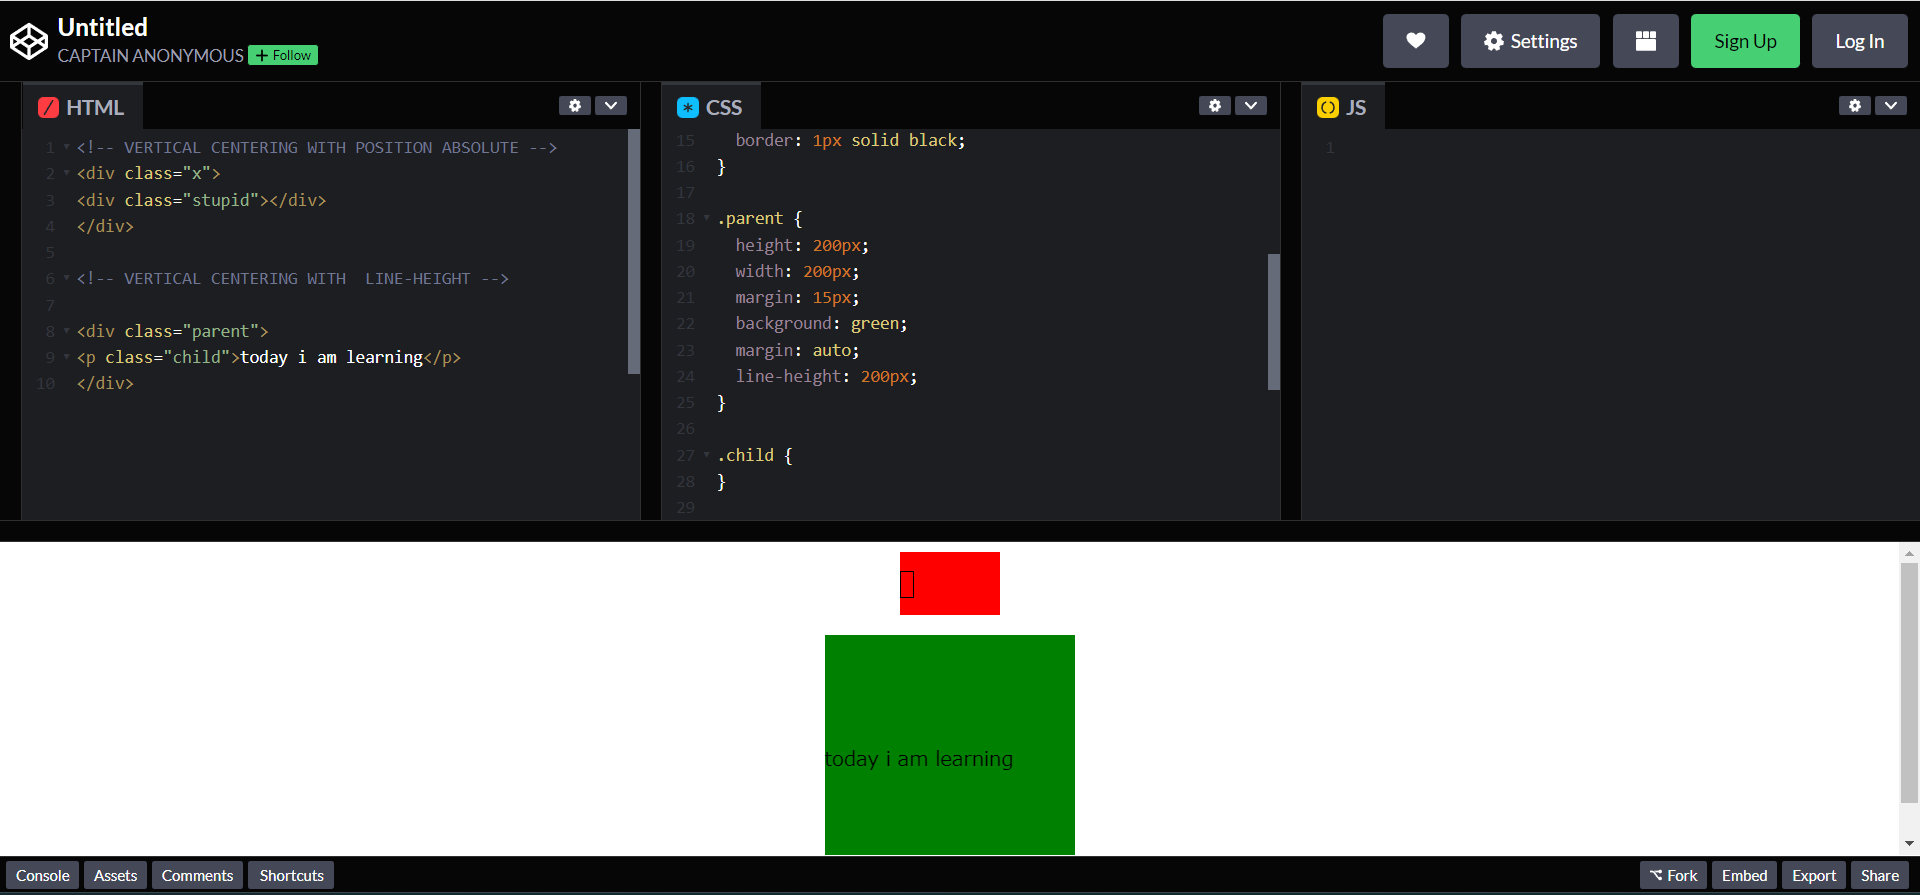 Untitled
CAPTAIN ANONYMOUS + Follow
Settings
Sign Up
Log In
HTML
1 <!-- VERTICAL CENTERING WITH POSITION ABSOLUTE -->
2 <div class="x">
3 <div class="stupid"></div>
4 </div>
5
6 <!-- VERTICAL CENTERING WITH  LINE-HEIGHT -->
7
8 <div class="parent">
9 <p class="child">today i am learning</p>
10 </div>
CSS
15 border: 1px solid black;
16 }
17
18 .parent {
19 height: 200px;
20 width: 200px;
21 margin: 15px;
22 background: green;
23 margin: auto;
24 line-height: 200px;
25 }
26
27 .child {
28 }
29
JS
1
today i am learning
Console Assets Comments Shortcuts
Fork Embed Export Share